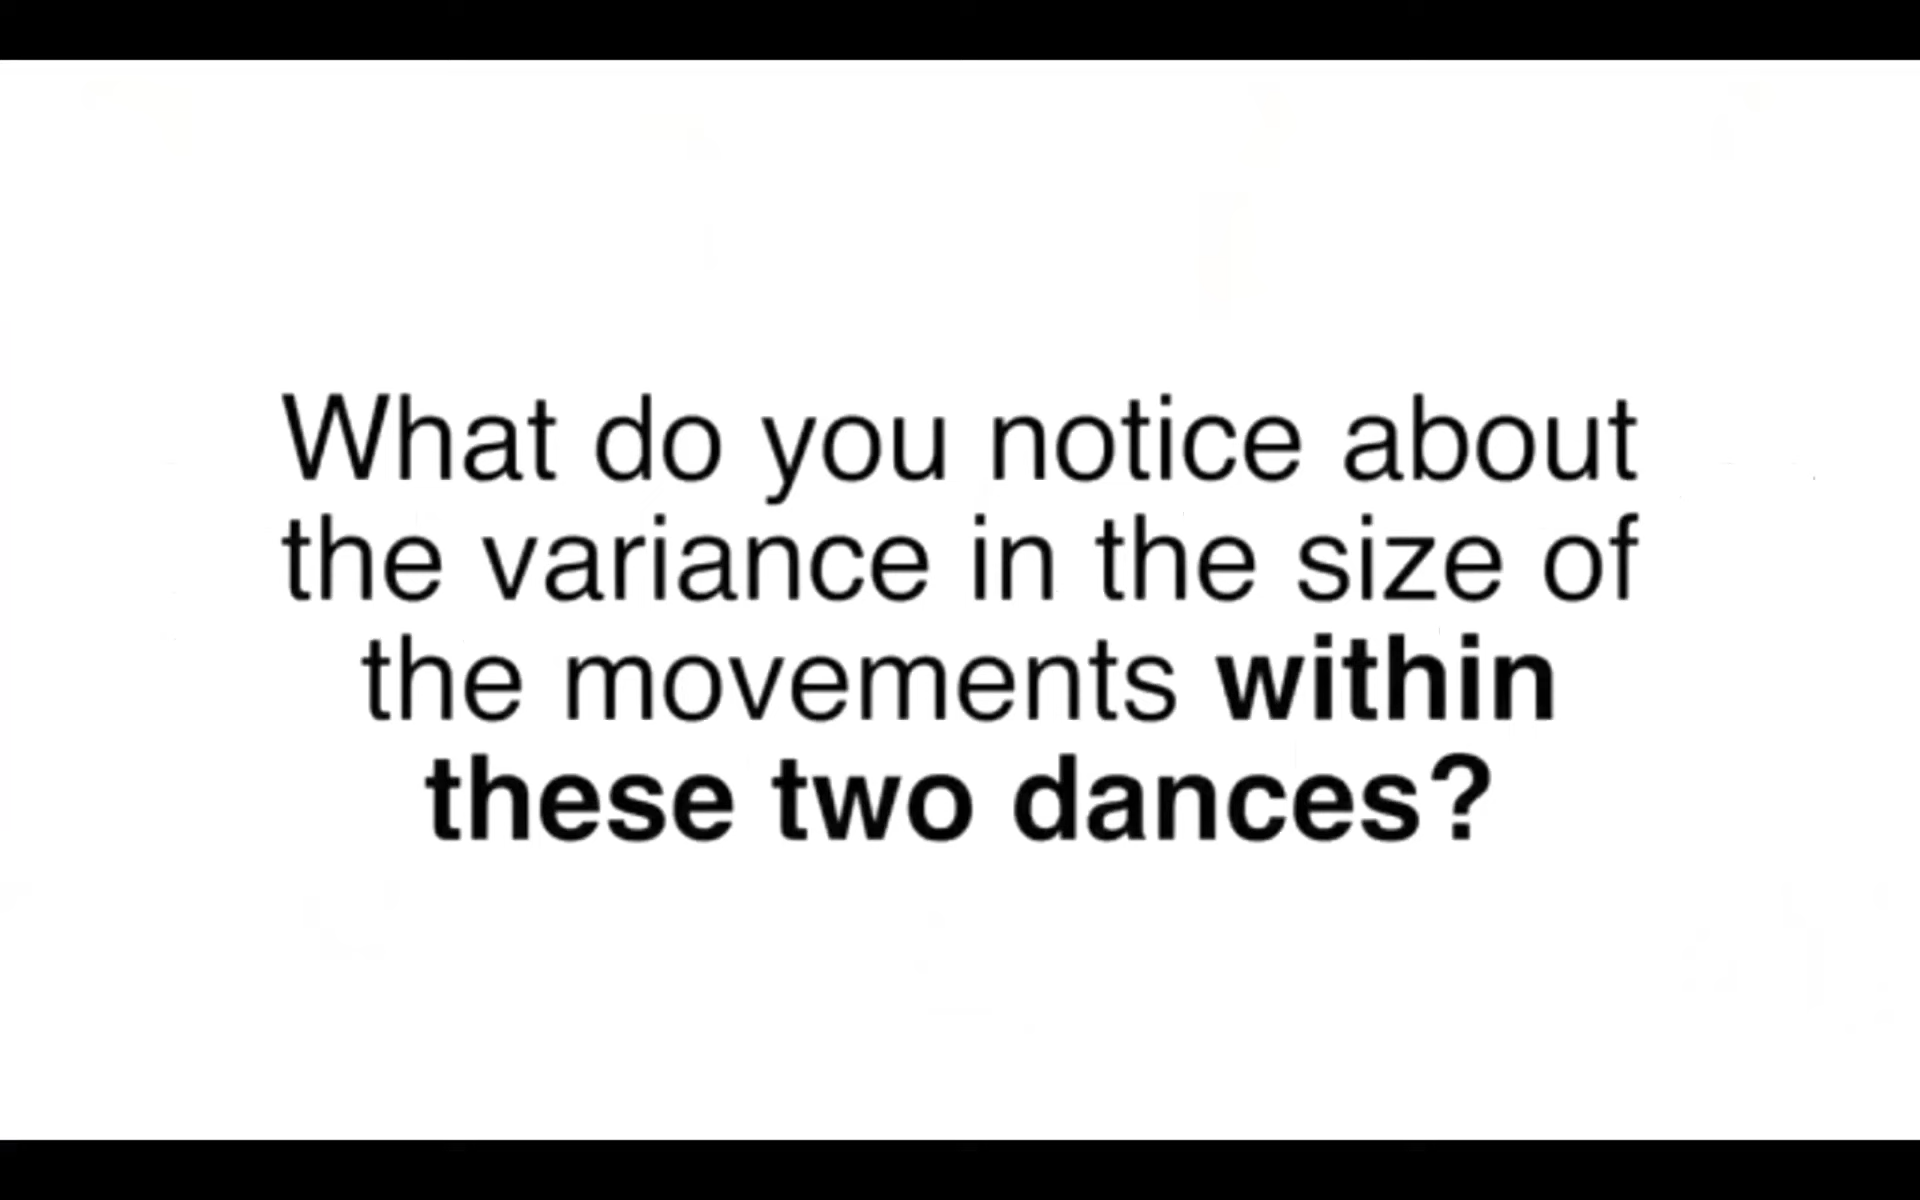 What do you notice about
the variance in the size of
the movements within
these two dances?